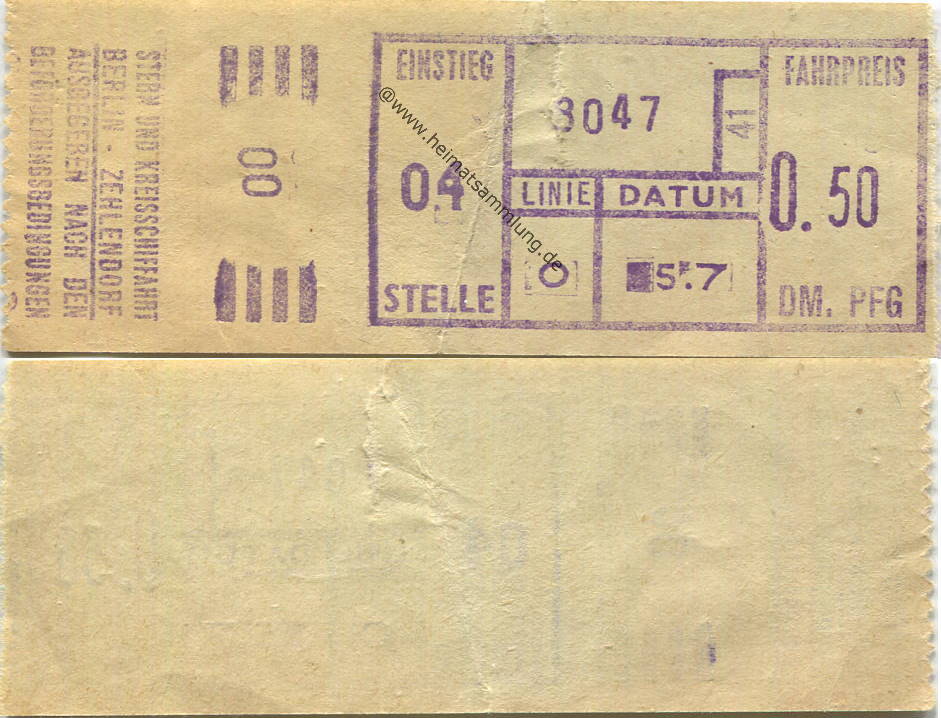 STERN UND KREISSCHIFFAHRT
BERLIN - ZEHLENDORF
AUSGEGEBEN NACH DEN
BEFÖRDERUNGSBEDINGUNGEN
00
EINSTIEG
04
STELLE
3047
41
LINIE
DATUM
0
5.7
FAHRPREIS
0.50
DM. PFG
@www.heimatsammlung.de